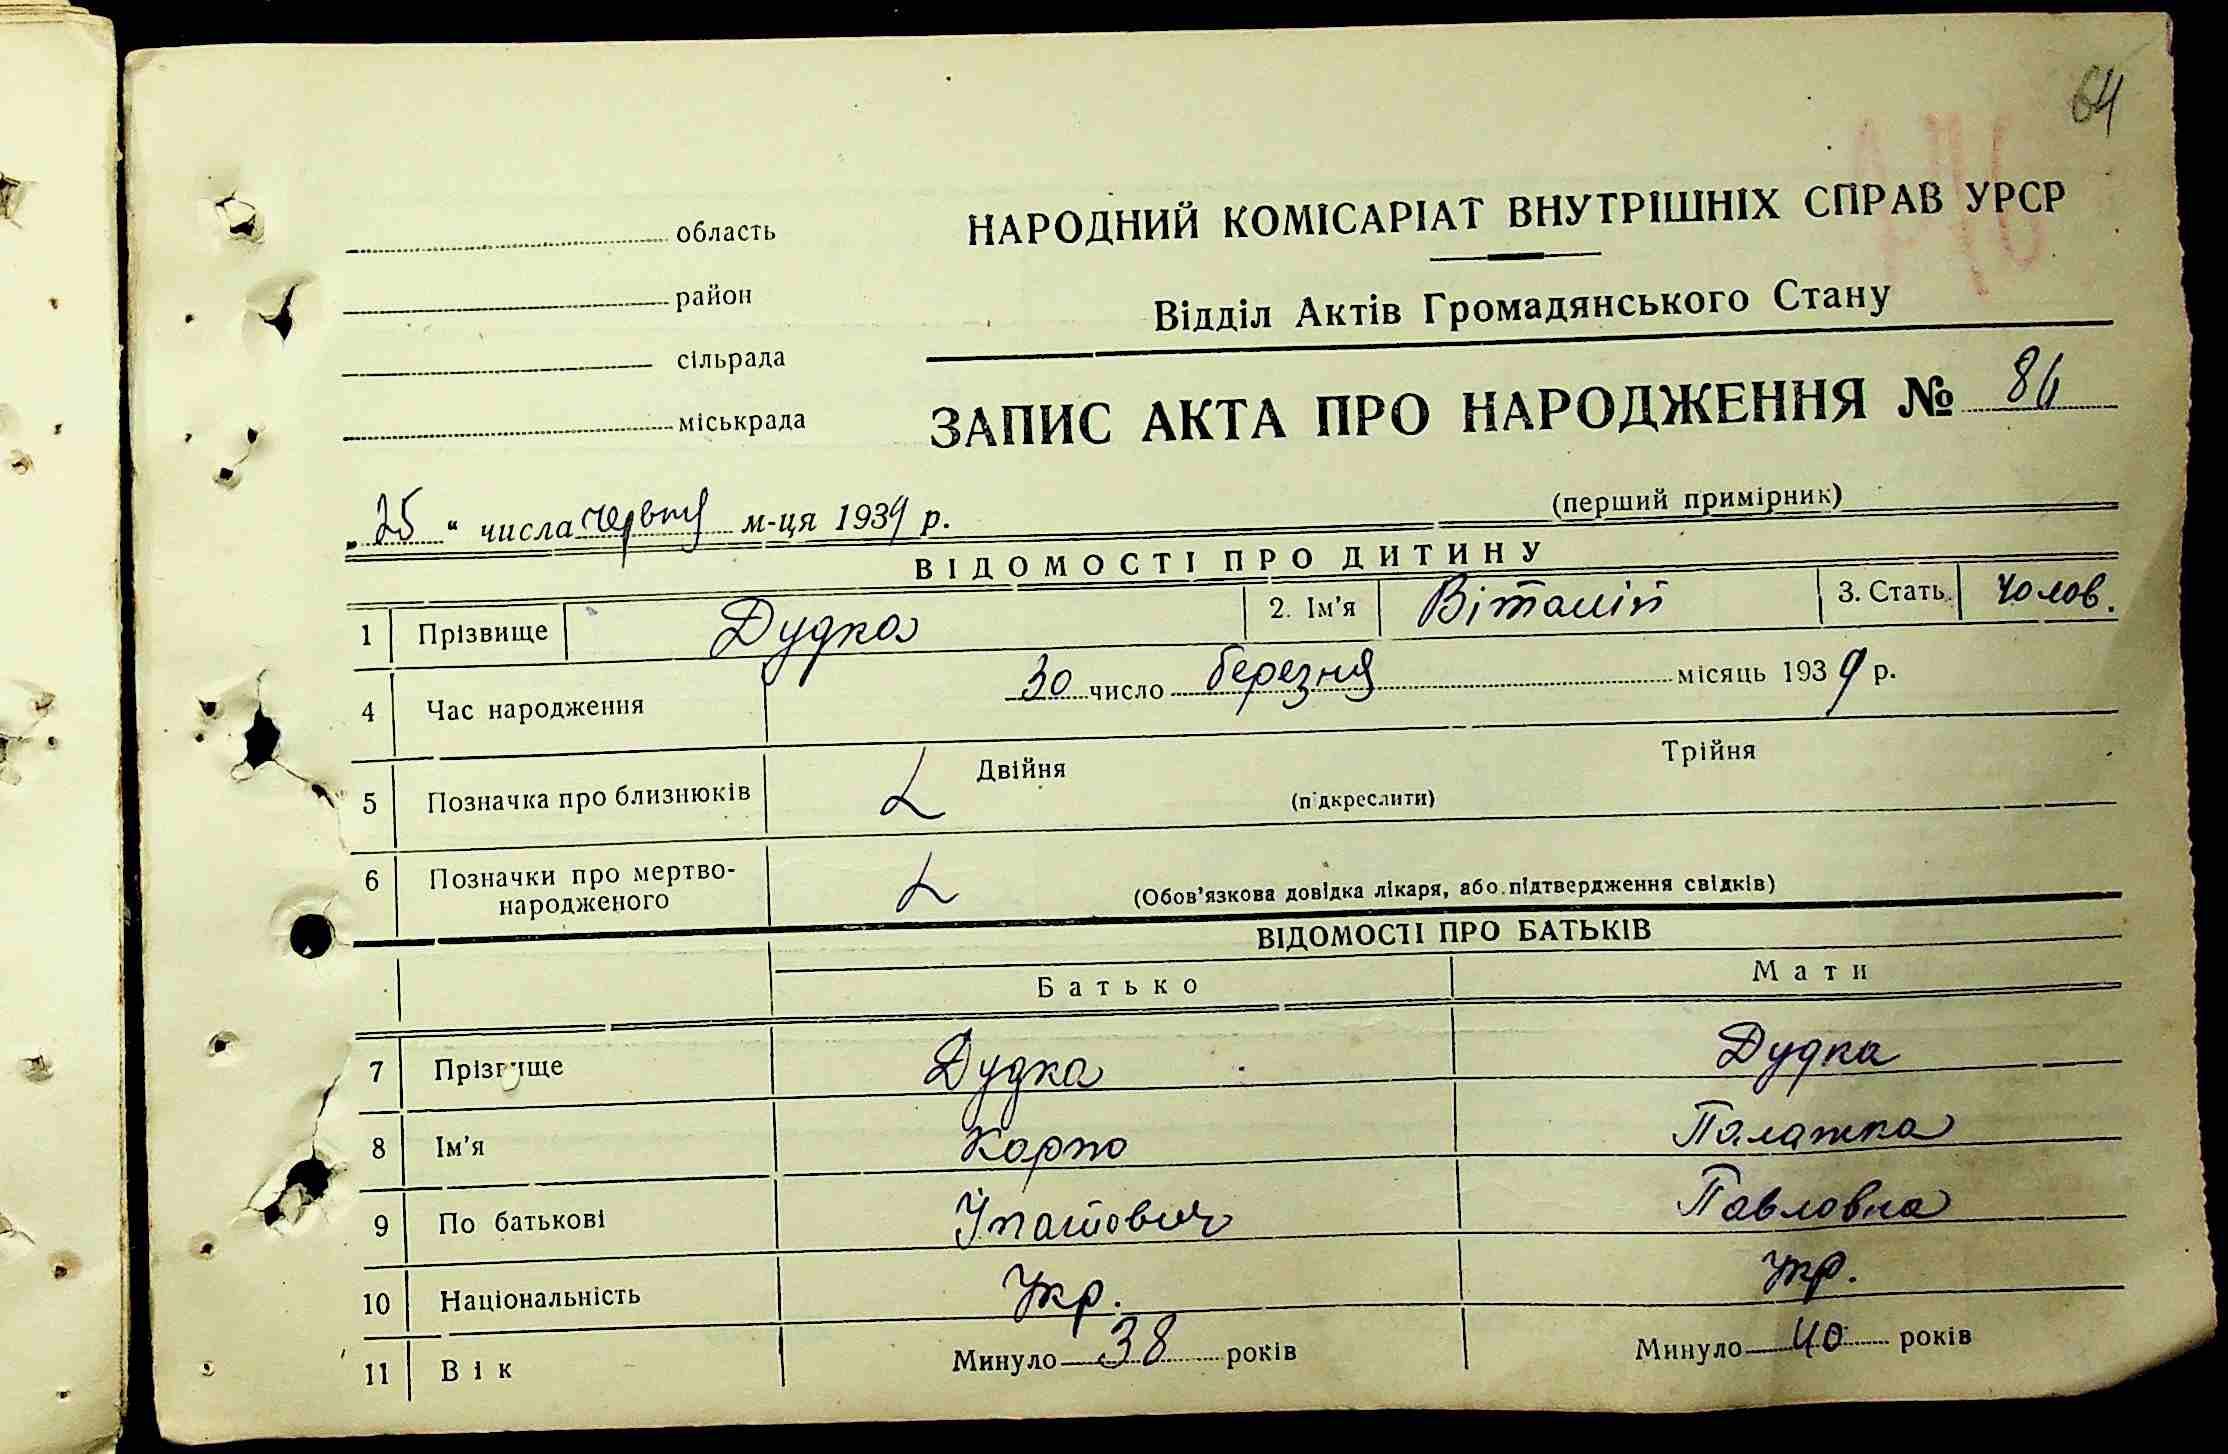 64
область
НАРОДНИЙ КОМІСАРІАТ ВНУТРІШНІХ СПРАВ УРСР
район
Відділ Актів Громадянського Стану
сільрада
міськрада
ЗАПИС АКТА ПРО НАРОДЖЕННЯ №
„25“ числа червня м-ця 1939 р.
(перший примірник)
ВІДОМОСТІ ПРО ДИТИНУ
1 Прізвище Дудка 2. Ім’я Віталій 3. Стать чолов.
4 Час народження 30 число березня місяць 1939 р.
5 Позначка про близнюків Двійня Трійня
(підкреслити)
6 Позначки про мертво-
народженого (Обов’язкова довідка лікаря, або підтвердження свідків)
ВІДОМОСТІ ПРО БАТЬКІВ
Батько Мати
7 Прізвище Дудка Дудка
8 Ім’я Карпо Палажка
9 По батькові Іпатович Павловна
10 Національність Укр. Укр.
11 Вік Минуло 38 років Минуло 40 років